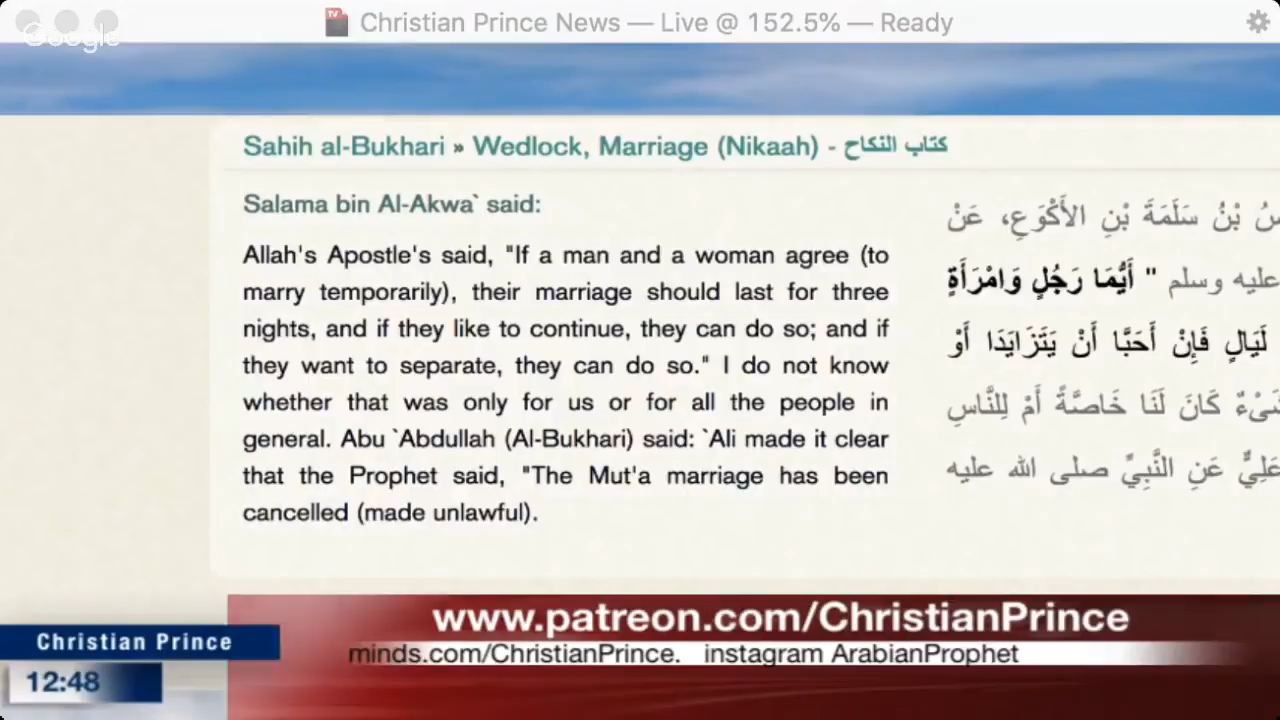 Christian Prince News — Live @ 152.5% — Ready
Google
Sahih al-Bukhari » Wedlock, Marriage (Nikaah) - كتاب النكاح
Salama bin Al-Akwa` said:
Allah's Apostle's said, "If a man and a woman agree (to
marry temporarily), their marriage should last for three
nights, and if they like to continue, they can do so; and if
they want to separate, they can do so." I do not know
whether that was only for us or for all the people in
general. Abu `Abdullah (Al-Bukhari) said: `Ali made it clear
that the Prophet said, "The Mut'a marriage has been
cancelled (made unlawful).
بْنُ سَلَمَةَ بْنِ الأَكْوَعِ، عَنْ
عليه وسلم " أَيُّمَا رَجُلٍ وَامْرَأَةٍ
لَيَالٍ فَإِنْ أَحَبَّا أَنْ يَتَزَايَدَا أَوْ
كَانَ لَنَا خَاصَّةً أَمْ لِلنَّاسِ
عَنِ النَّبِيِّ صلى الله عليه
www.patreon.com/ChristianPrince
minds.com/ChristianPrince. instagram ArabianProphet
Christian Prince
12:48